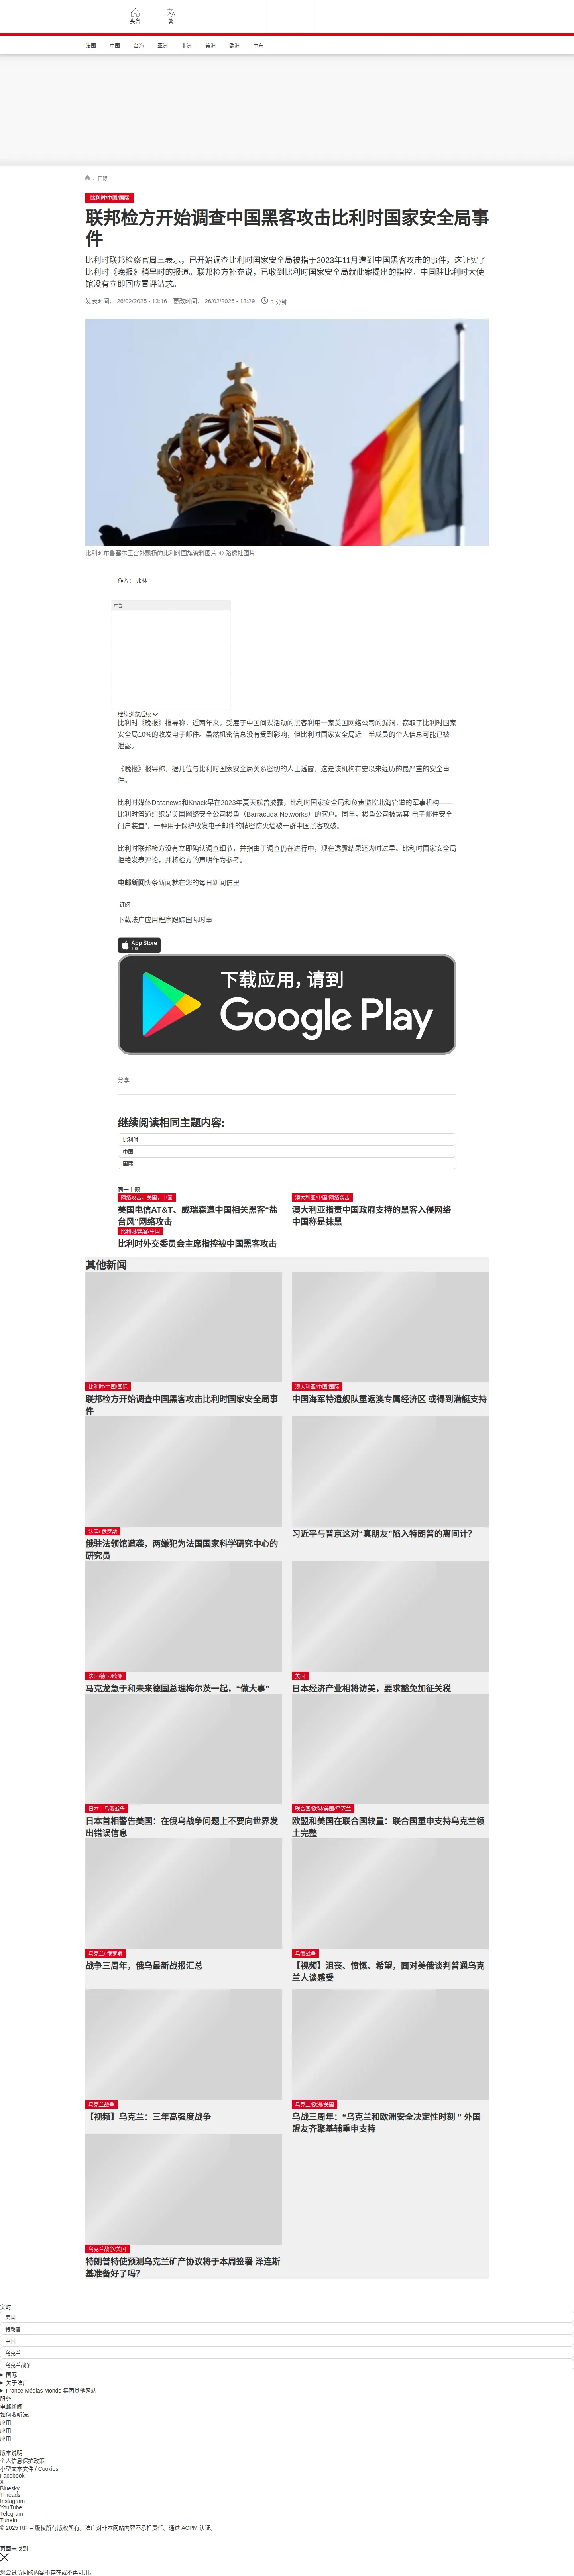 头条
繁
法国 中国 台海 亚洲 非洲 美洲 欧洲 中东
/ 国际
比利时/中国/国际
联邦检方开始调查中国黑客攻击比利时国家安全局事
件
比利时联邦检察官周三表示，已开始调查比利时国家安全局被指于2023年11月遭到中国黑客攻击的事件，这证实了
比利时《晚报》稍早时的报道。联邦检方补充说，已收到比利时国家安全局就此案提出的指控。中国驻比利时大使
馆没有立即回应置评请求。
发表时间： 26/02/2025 - 13:16 更改时间： 26/02/2025 - 13:29 3 分钟
比利时布鲁塞尔王宫外飘扬的比利时国旗资料图片 © 路透社图片
作者： 弗林
广告
继续浏览后续
比利时《晚报》报导称，近两年来，受雇于中国间谍活动的黑客利用一家美国网络公司的漏洞，窃取了比利时国家
安全局10%的收发电子邮件。虽然机密信息没有受到影响，但比利时国家安全局近一半成员的个人信息可能已被
泄露。
《晚报》报导称，据几位与比利时国家安全局关系密切的人士透露，这是该机构有史以来经历的最严重的安全事
件。
比利时媒体Datanews和Knack早在2023年夏天就曾披露，比利时国家安全局和负责监控北海管道的军事机构——
比利时管道组织是美国网络安全公司梭鱼（Barracuda Networks）的客户。同年，梭鱼公司披露其“电子邮件安全
门户装置”，一种用于保护收发电子邮件的精密防火墙被一群中国黑客攻破。
比利时联邦检方没有立即确认调查细节，并指由于调查仍在进行中，现在透露结果还为时过早。比利时国家安全局
拒绝发表评论，并将检方的声明作为参考。
电邮新闻头条新闻就在您的每日新闻信里
订阅
下载法广应用程序跟踪国际时事
App Store
下载
下载应用，请到
Google Play
分享 :
继续阅读相同主题内容:
比利时
中国
国际
同一主题
网络攻击，美国，中国
美国电信AT&T、威瑞森遭中国相关黑客“盐
台风”网络攻击
澳大利亚/中国/网络袭击
澳大利亚指责中国政府支持的黑客入侵网络
中国称是抹黑
比利时/黑客/中国
比利时外交委员会主席指控被中国黑客攻击
其他新闻
比利时/中国/国际
联邦检方开始调查中国黑客攻击比利时国家安全局事
件
澳大利亚/中国/国际
中国海军特遣舰队重返澳专属经济区 或得到潜艇支持
法国/ 俄罗斯
俄驻法领馆遭袭，两嫌犯为法国国家科学研究中心的
研究员
习近平与普京这对“真朋友”陷入特朗普的离间计？
法国/德国/欧洲
马克龙急于和未来德国总理梅尔茨一起，“做大事”
美国
日本经济产业相将访美，要求豁免加征关税
日本，乌俄战争
日本首相警告美国：在俄乌战争问题上不要向世界发
出错误信息
联合国/欧盟/美国/乌克兰
欧盟和美国在联合国较量：联合国重申支持乌克兰领
土完整
乌克兰/ 俄罗斯
战争三周年，俄乌最新战报汇总
乌俄战争
【视频】沮丧、愤慨、希望，面对美俄谈判普通乌克
兰人谈感受
乌克兰战争
【视频】乌克兰：三年高强度战争
乌克兰/欧洲/美国
乌战三周年：“乌克兰和欧洲安全决定性时刻 ” 外国
盟友齐聚基辅重申支持
乌克兰战争/美国
特朗普特使预测乌克兰矿产协议将于本周签署 泽连斯
基准备好了吗？
实时
美国
特朗普
中国
乌克兰
乌克兰战争
国际
关于法广
France Médias Monde 集团其他网站
服务
电邮新闻
如何收听法广
应用
应用
应用
版本说明
个人信息保护政策
小型文本文件 / Cookies
Facebook
X
Bluesky
Threads
Instagram
YouTube
Telegram
TuneIn
© 2025 RFI – 版权所有版权所有。法广对非本网站内容不承担责任。通过 ACPM 认证。
页面未找到
您尝试访问的内容不存在或不再可用。